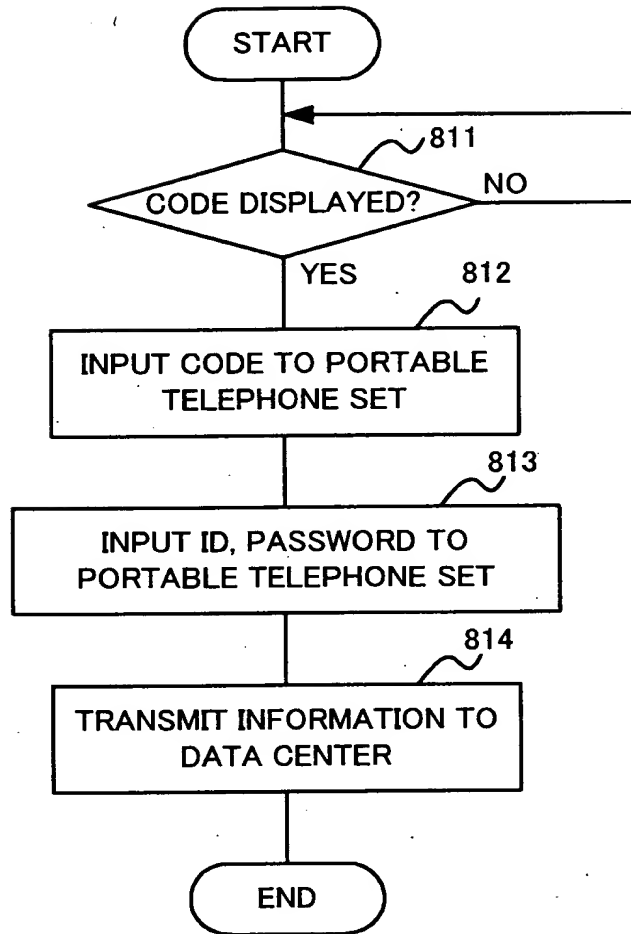 START
811
CODE DISPLAYED?
NO
YES
812
INPUT CODE TO PORTABLE
TELEPHONE SET
813
INPUT ID, PASSWORD TO
PORTABLE TELEPHONE SET
814
TRANSMIT INFORMATION TO
DATA CENTER
END